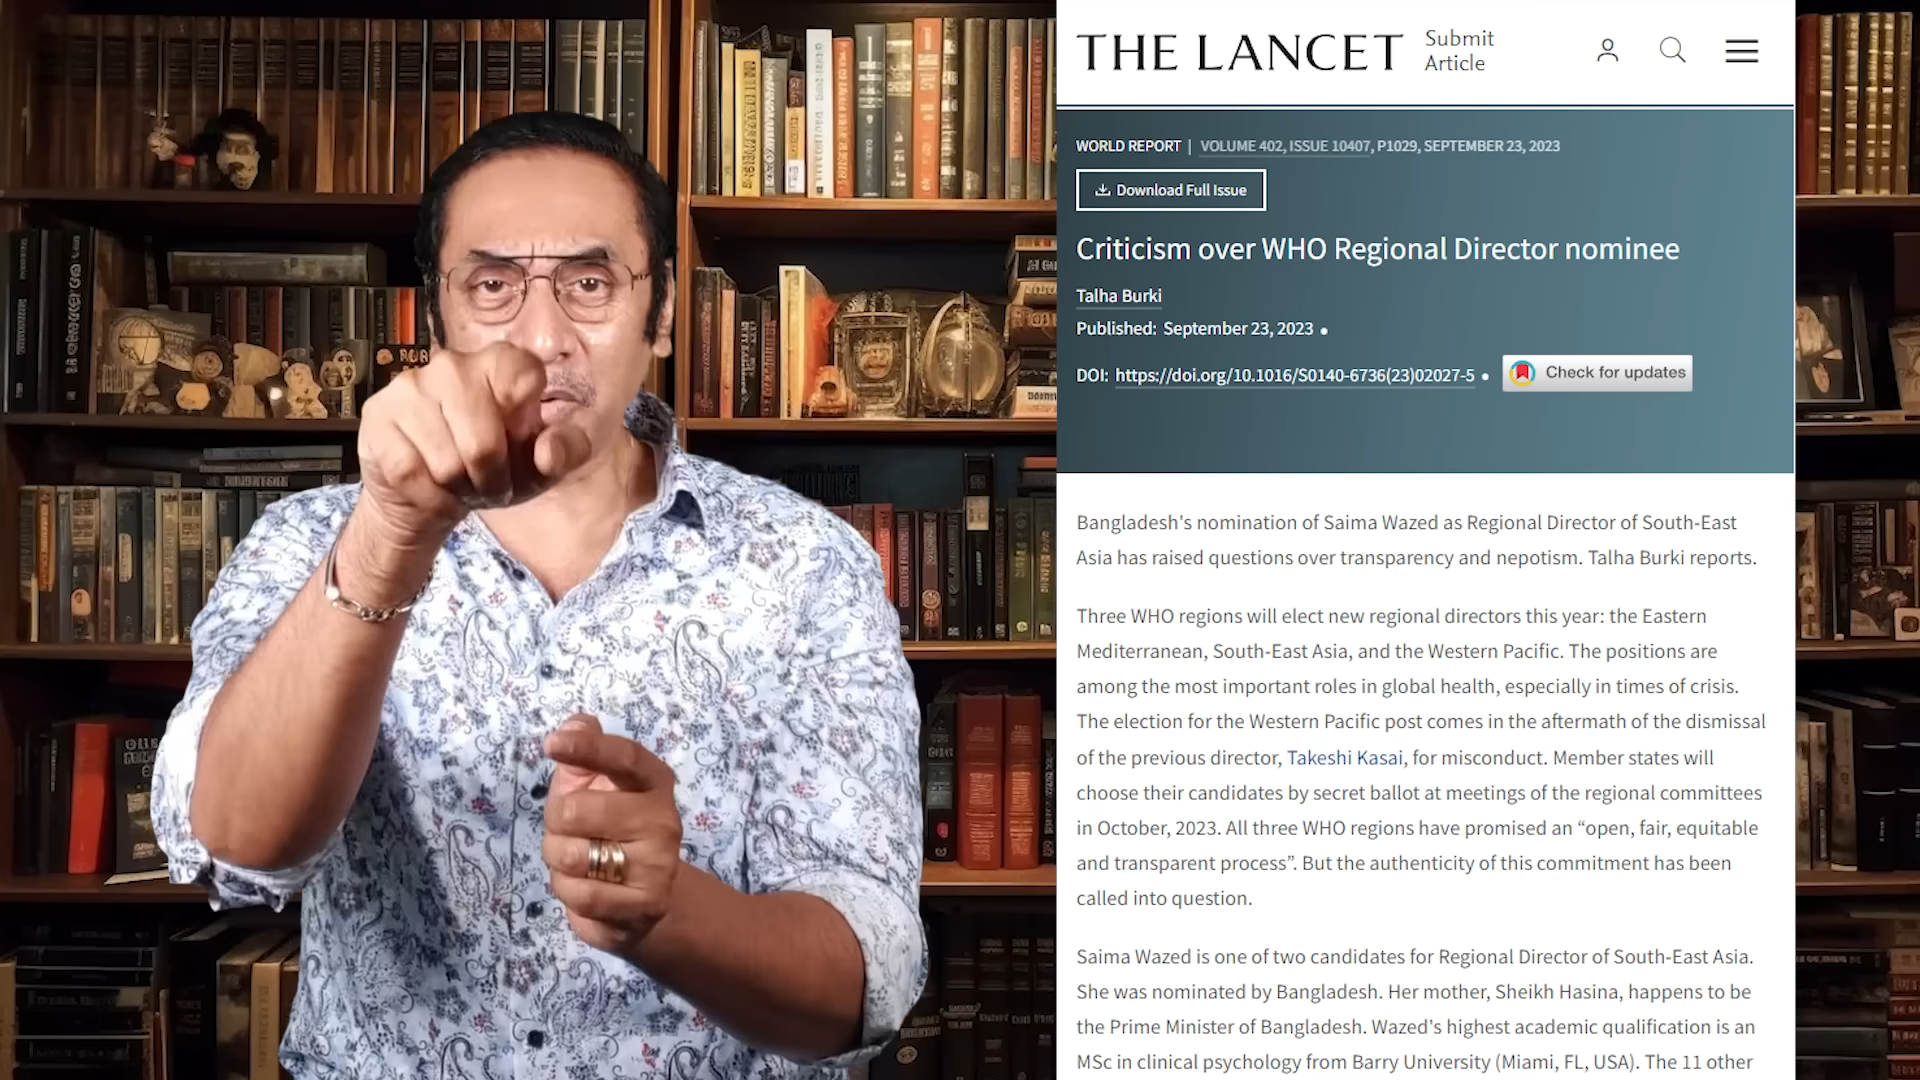 THE LANCET
Submit
Article
WORLD REPORT | VOLUME 402, ISSUE 10407, P1029, SEPTEMBER 23, 2023
Download Full Issue
Criticism over WHO Regional Director nominee
Talha Burki
Published: September 23, 2023 •
DOI: https://doi.org/10.1016/S0140-6736(23)02027-5 •
Check for updates
Bangladesh's nomination of Saima Wazed as Regional Director of South-East
Asia has raised questions over transparency and nepotism. Talha Burki reports.
Three WHO regions will elect new regional directors this year: the Eastern
Mediterranean, South-East Asia, and the Western Pacific. The positions are
among the most important roles in global health, especially in times of crisis.
The election for the Western Pacific post comes in the aftermath of the dismissal
of the previous director, Takeshi Kasai, for misconduct. Member states will
choose their candidates by secret ballot at meetings of the regional committees
in October, 2023. All three WHO regions have promised an “open, fair, equitable
and transparent process”. But the authenticity of this commitment has been
called into question.
Saima Wazed is one of two candidates for Regional Director of South-East Asia.
She was nominated by Bangladesh. Her mother, Sheikh Hasina, happens to be
the Prime Minister of Bangladesh. Wazed's highest academic qualification is an
MSc in clinical psychology from Barry University (Miami, FL, USA). The 11 other